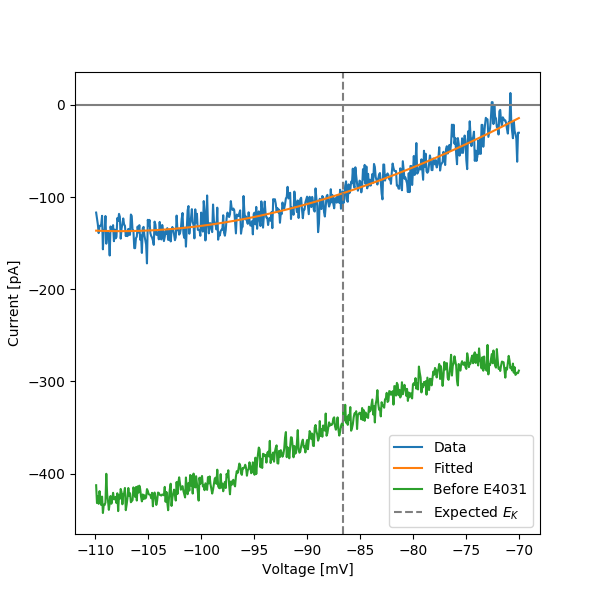 0
−100
−200
−300
−400
Current [pA]
−110
−105
−100
−95
−90
−85
−80
−75
−70
Voltage [mV]
Data
Fitted
Before E4031
Expected E_K